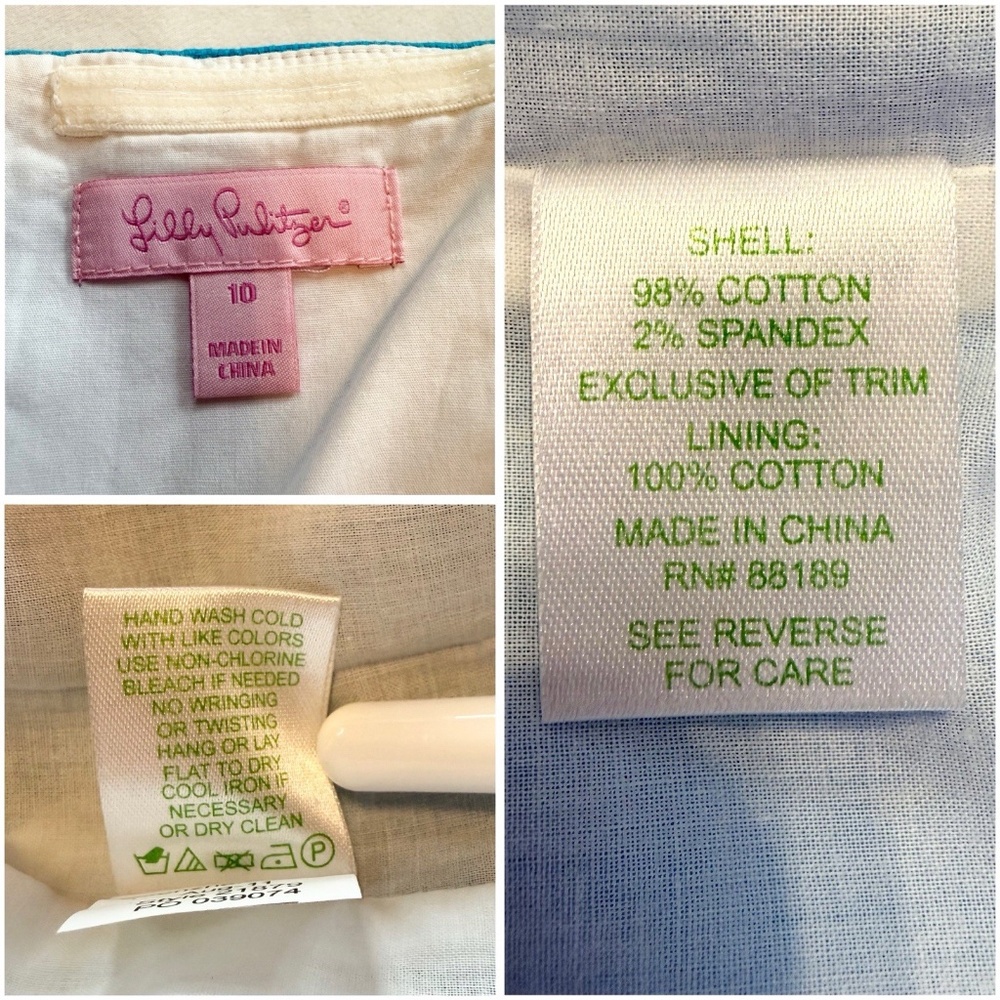 Lilly Pulitzer®
10
MADE IN
CHINA
SHELL:
98% COTTON
2% SPANDEX
EXCLUSIVE OF TRIM
LINING:
100% COTTON
MADE IN CHINA
RN# 88189
SEE REVERSE
FOR CARE
HAND WASH COLD
WITH LIKE COLORS
USE NON-CHLORINE
BLEACH IF NEEDED
NO WRINGING
OR TWISTING
HANG OR LAY
FLAT TO DRY
COOL IRON IF
NECESSARY
OR DRY CLEAN
P
PO 039074